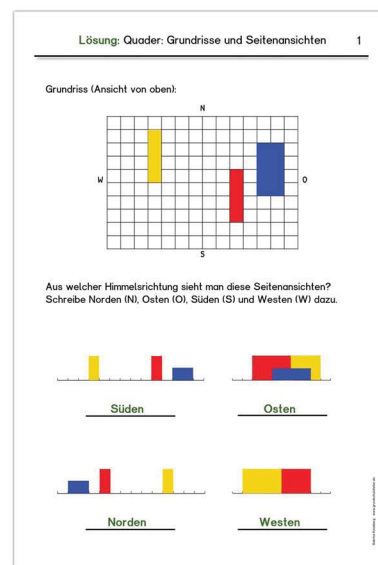 Lösung: Quader: Grundrisse und Seitenansichten 1
Grundriss (Ansicht von oben):
N
W
O
S
Aus welcher Himmelsrichtung sieht man diese Seitenansichten?
Schreibe Norden (N), Osten (O), Süden (S) und Westen (W) dazu.
Süden
Osten
Norden
Westen